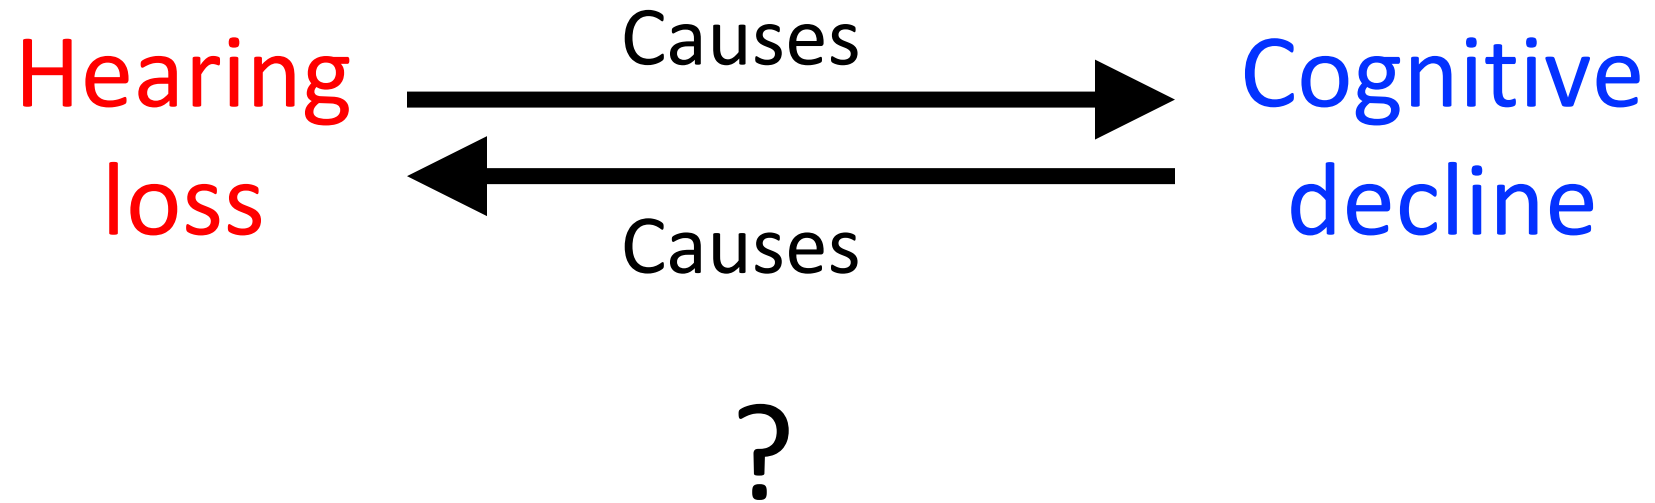 Hearing
loss
Causes
Causes
Cognitive
decline
?